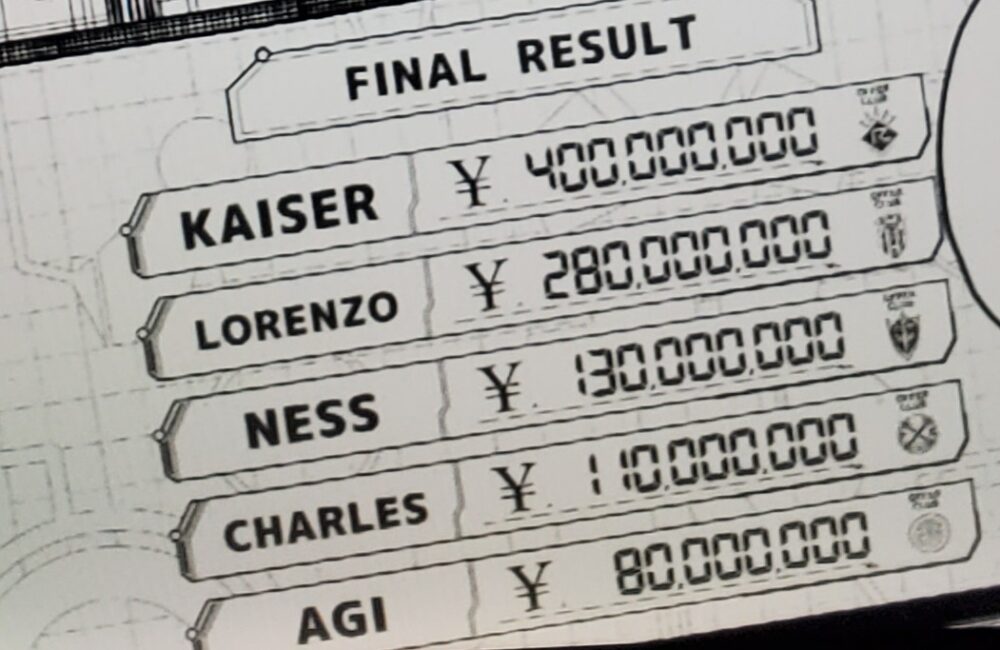 FINAL RESULT
KAISER ¥ 400,000,000
LORENZO ¥ 280,000,000
NESS ¥ 130,000,000
CHARLES ¥ 110,000,000
AGI ¥ 80,000,000